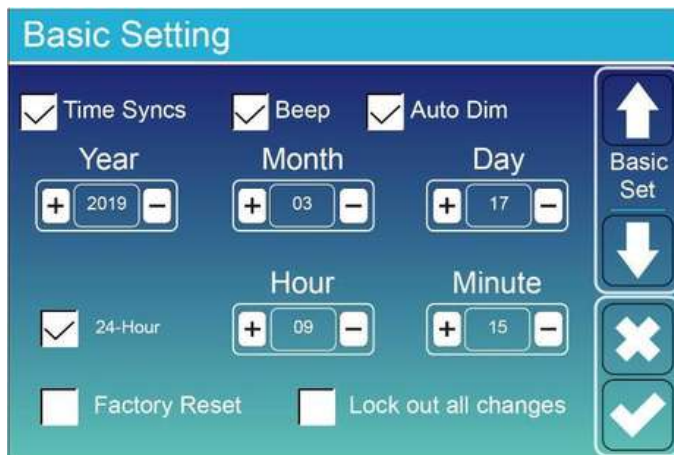 Basic Setting
Time Syncs Beep Auto Dim
Year Month Day
Basic
Set
+ 2019 − + 03 − + 17 −
Hour Minute
24-Hour + 09 − + 15 −
Factory Reset Lock out all changes